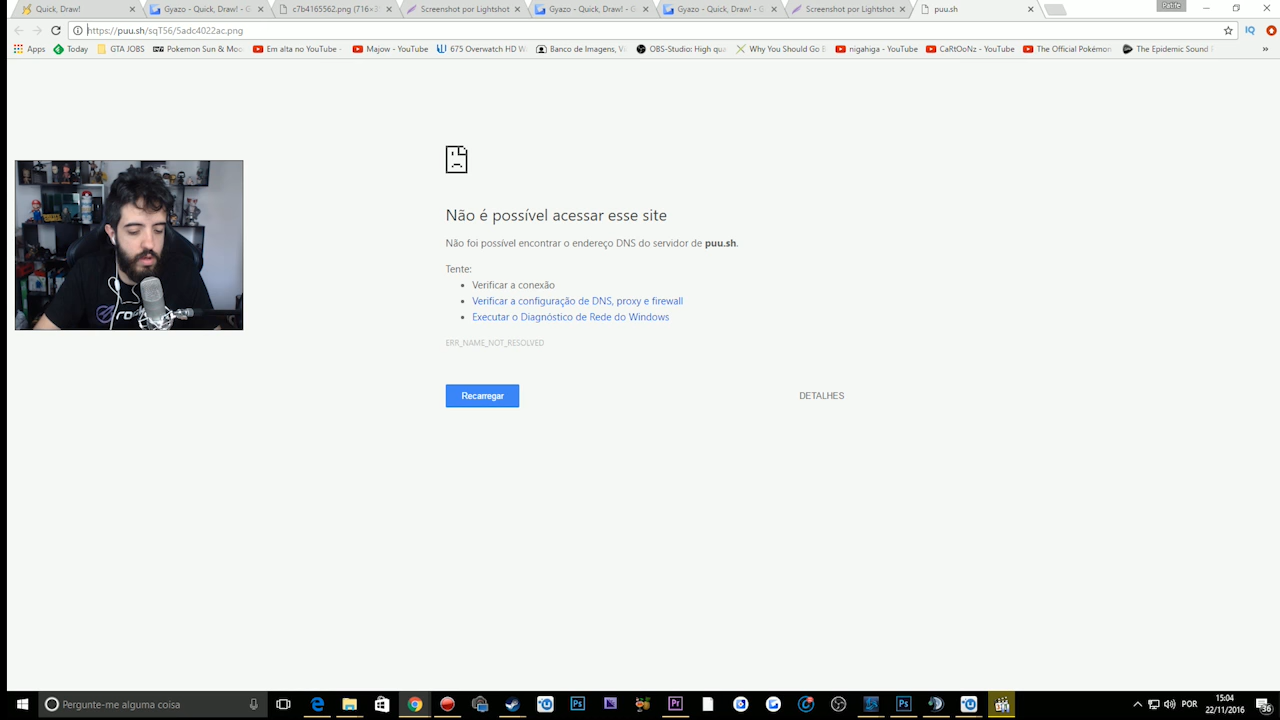 Quick, Draw!
Gyazo - Quick, Draw! - G
c7b4165562.png (716×3
Screenshot por Lightshot
Gyazo - Quick, Draw! - G
Gyazo - Quick, Draw! - G
Screenshot por Lightshot
puu.sh
Patife
https://puu.sh/sqT56/5adc4022ac.png
IQ
Apps
Today
GTA JOBS
Pokemon Sun & Moo
Em alta no YouTube -
Majow - YouTube
675 Overwatch HD W
Banco de Imagens, Vi
OBS-Studio: High qua
Why You Should Go B
nigahiga - YouTube
CaRtOoNz - YouTube
The Official Pokémon
The Epidemic Sound
Não é possível acessar esse site
Não foi possível encontrar o endereço DNS do servidor de puu.sh.
Tente:
Verificar a conexão
Verificar a configuração de DNS, proxy e firewall
Executar o Diagnóstico de Rede do Windows
ERR_NAME_NOT_RESOLVED
Recarregar
DETALHES
Pergunte-me alguma coisa
POR
15:04
22/11/2016